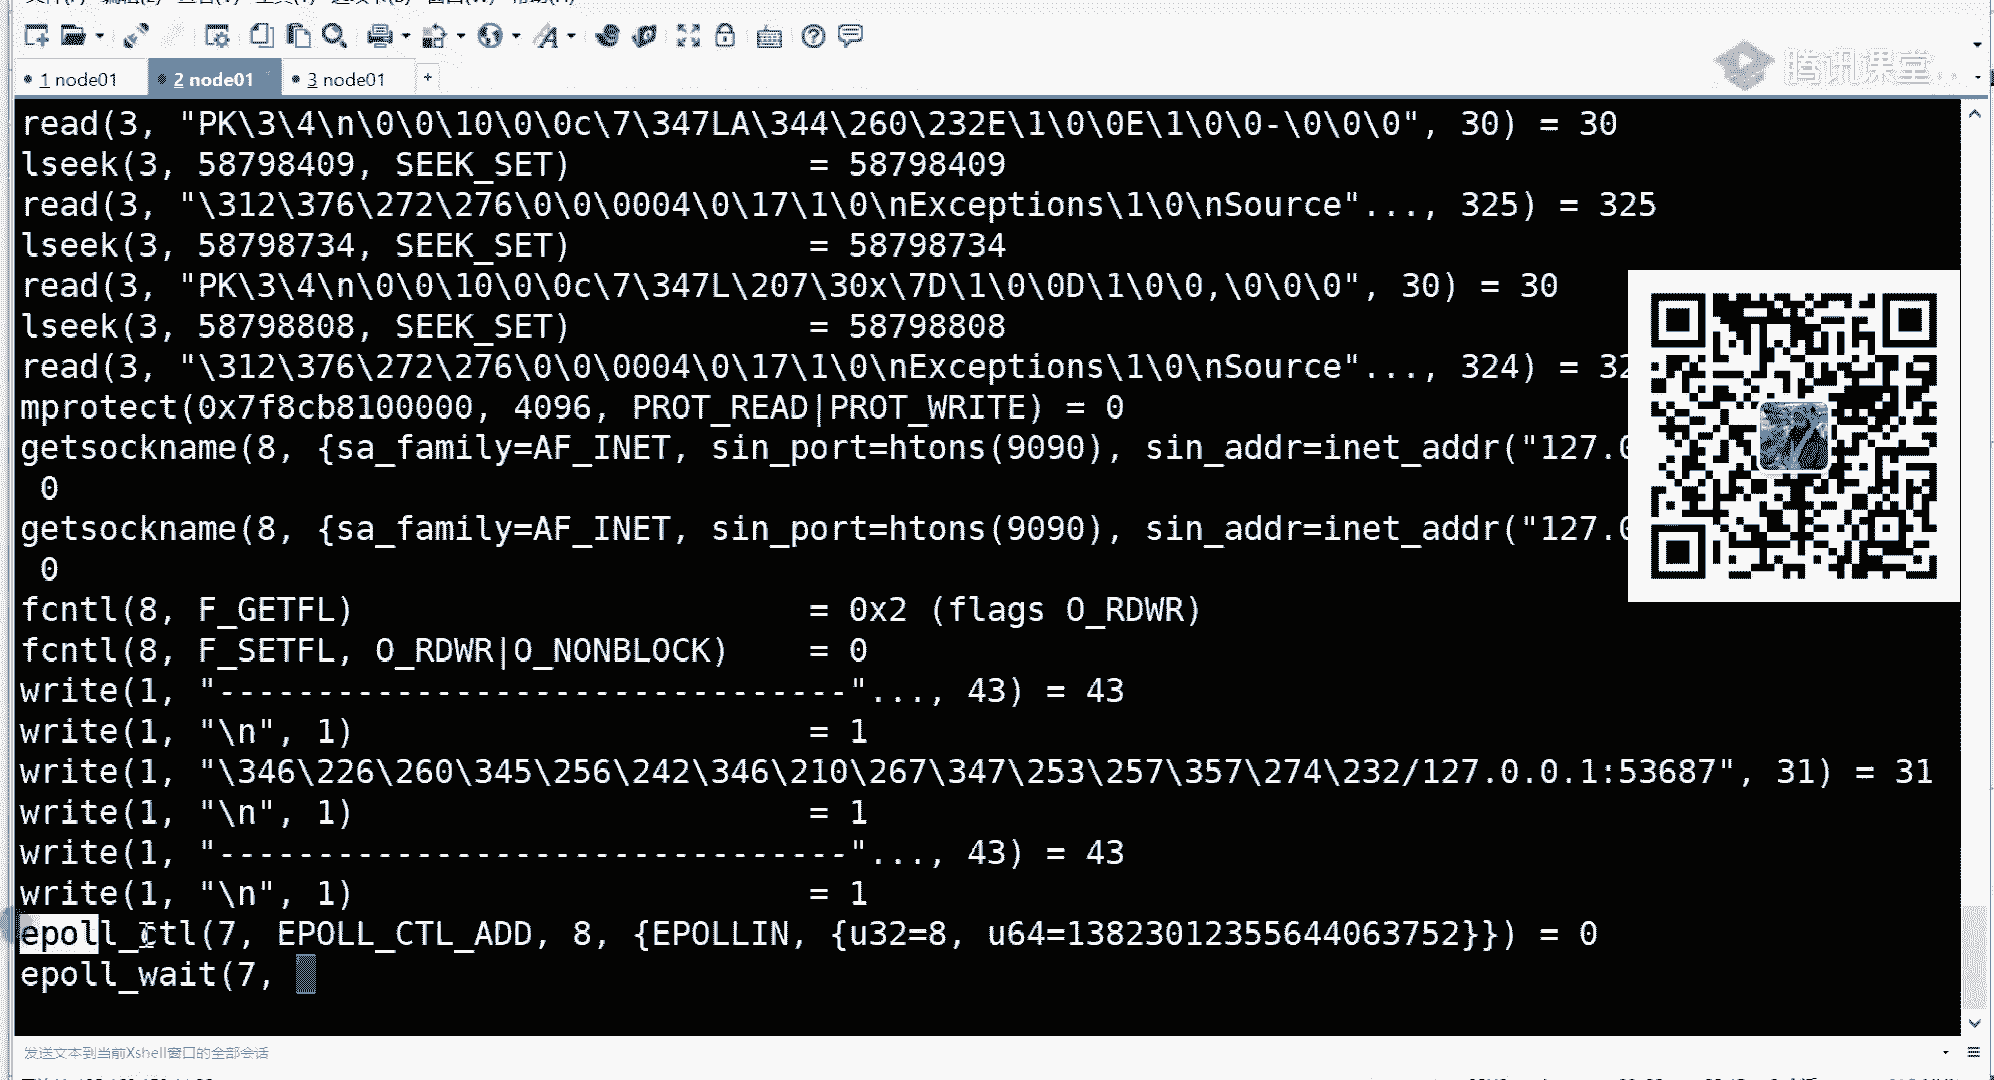 1 node01
2 node01
3 node01
+
腾讯课堂
read(3, "PK\3\4\n\0\0\10\0\0c\7\347LA\344\260\232E\1\0\0E\1\0\0-\0\0\0", 30) = 30
lseek(3, 58798409, SEEK_SET) = 58798409
read(3, "\312\376\272\276\0\0\0004\0\17\1\0\nExceptions\1\0\nSource"..., 325) = 325
lseek(3, 58798734, SEEK_SET) = 58798734
read(3, "PK\3\4\n\0\0\10\0\0c\7\347L\207\30x\7D\1\0\0D\1\0\0,\0\0\0", 30) = 30
lseek(3, 58798808, SEEK_SET) = 58798808
read(3, "\312\376\272\276\0\0\0004\0\17\1\0\nExceptions\1\0\nSource"..., 324) = 32
mprotect(0x7f8cb8100000, 4096, PROT_READ|PROT_WRITE) = 0
getsockname(8, {sa_family=AF_INET, sin_port=htons(9090), sin_addr=inet_addr("127.0
0
getsockname(8, {sa_family=AF_INET, sin_port=htons(9090), sin_addr=inet_addr("127.0
0
fcntl(8, F_GETFL) = 0x2 (flags O_RDWR)
fcntl(8, F_SETFL, O_RDWR|O_NONBLOCK) = 0
write(1, "--------------------------------"..., 43) = 43
write(1, "\n", 1) = 1
write(1, "\346\226\260\345\256\242\346\210\267\347\253\257\357\274\232/127.0.0.1:53687", 31) = 31
write(1, "\n", 1) = 1
write(1, "--------------------------------"..., 43) = 43
write(1, "\n", 1) = 1
epoll_ctl(7, EPOLL_CTL_ADD, 8, {EPOLLIN, {u32=8, u64=13823012355644063752}}) = 0
epoll_wait(7,
发送文本到当前Xshell窗口的全部会话